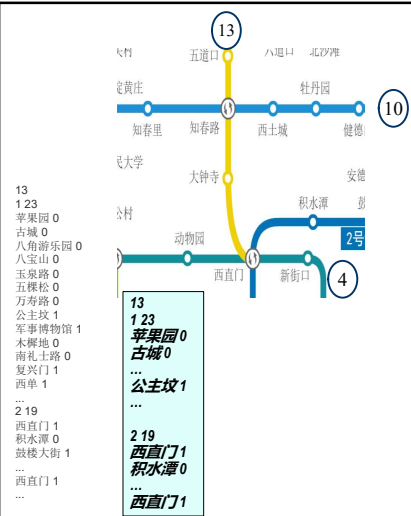 13
五道口
六道口
北沙滩
黄庄
牡丹园
10
知春里
知春路
西土城
健德
民大学
大钟寺
安德
积水潭
公村
动物园
2号
西直门
新街口
4
13
1 23
苹果园 0
古城 0
八角游乐园 0
八宝山 0
玉泉路 0
五棵松 0
万寿路 0
公主坟 1
军事博物馆 1
木樨地 0
南礼士路 0
复兴门 1
西单 1
...
2 19
西直门 1
积水潭 0
鼓楼大街 1
...
西直门 1
...
13
1 23
苹果园 0
古城 0
...
公主坟 1
...
2 19
西直门 1
积水潭 0
...
西直门 1